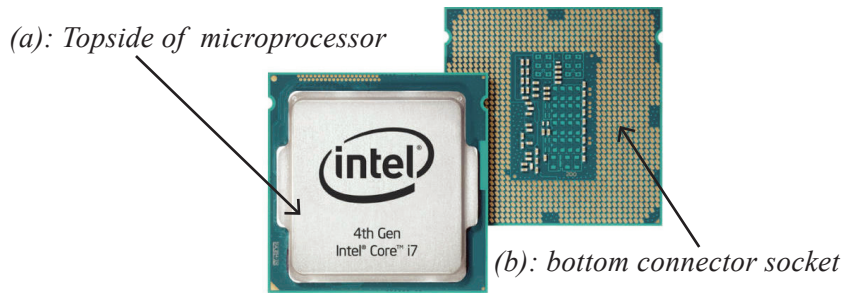 (a): Topside of microprocessor
intel®
4th Gen
Intel® Core™ i7
(b): bottom connector socket